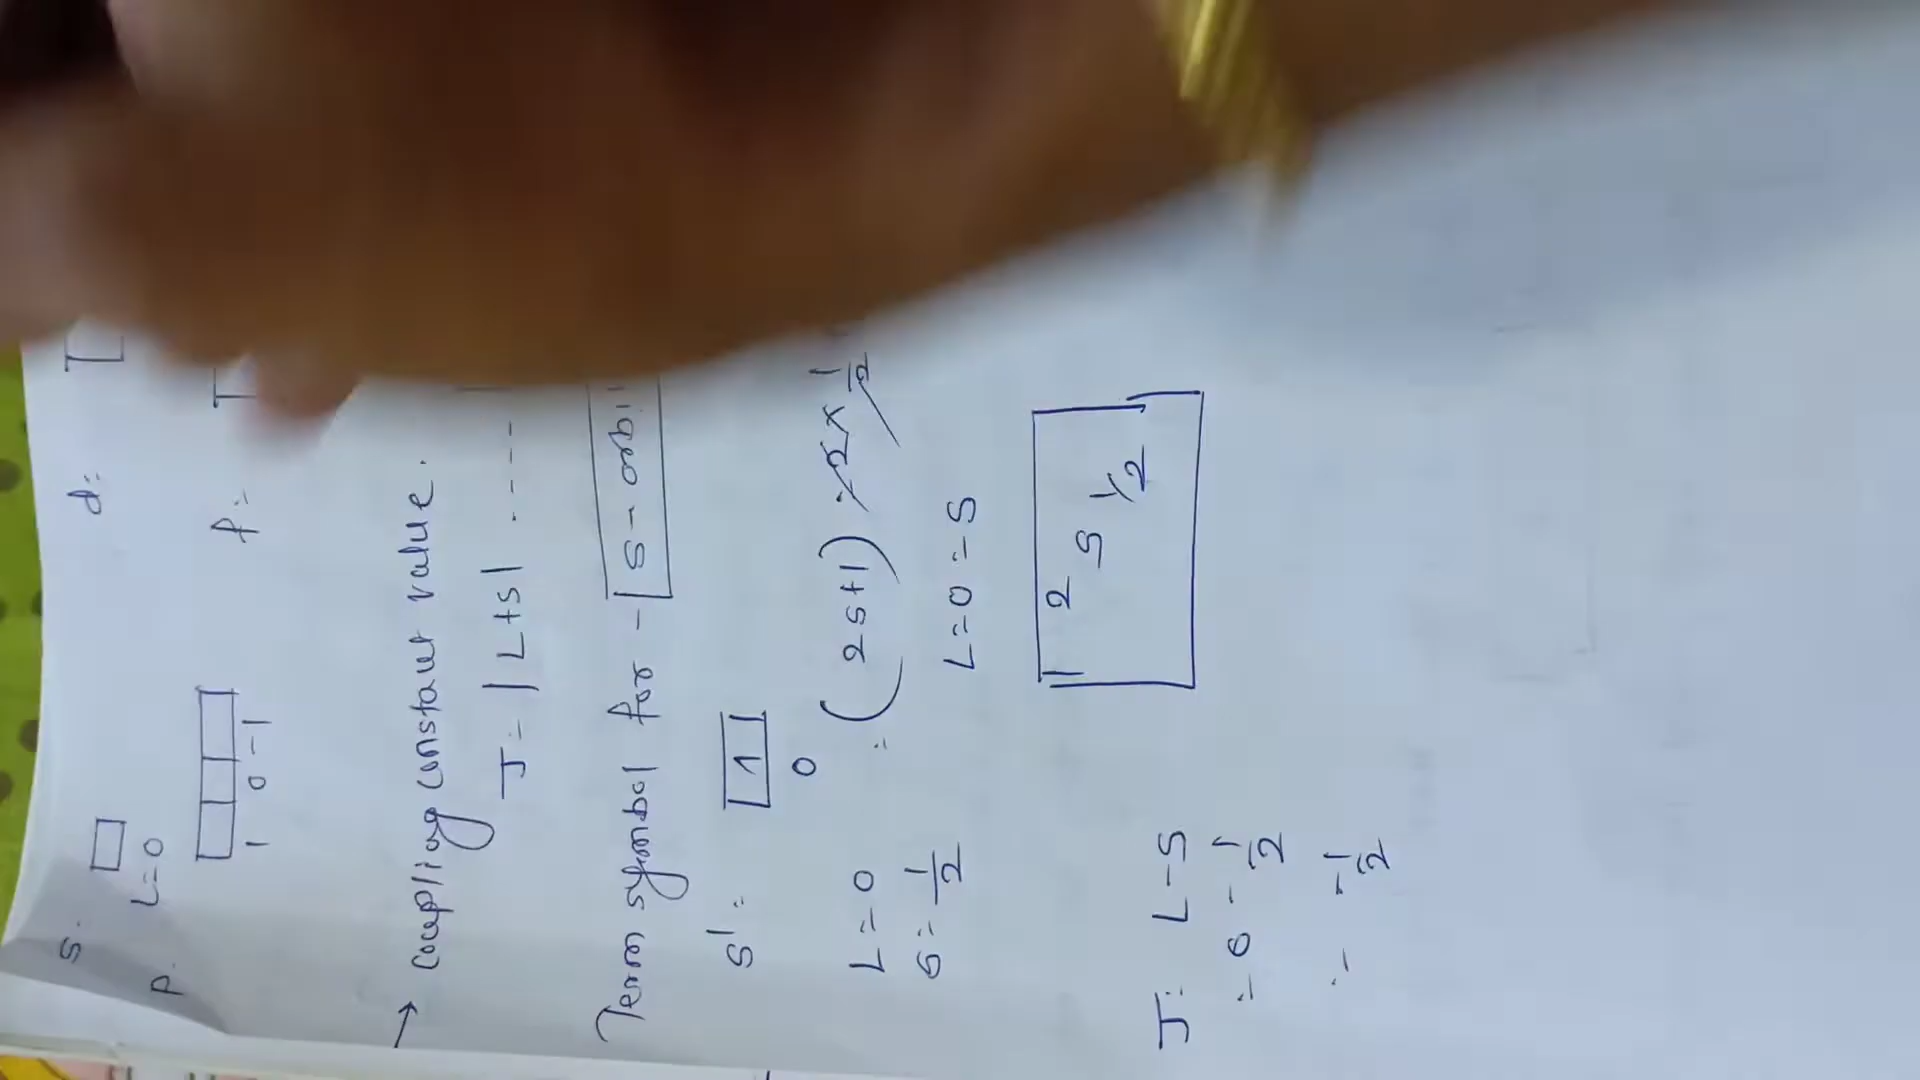 s. d:
L=0
p. f:
1 0 -1
→ Coupling constant value.
J = |L+s| ----
Term symbol for - s-orbi
s¹ = 1
0
L=0 = (2s+1) = 2×1/2
s=1/2 L=0=S
²S 1/2
J: L-S
= 0 - 1/2
= -1/2